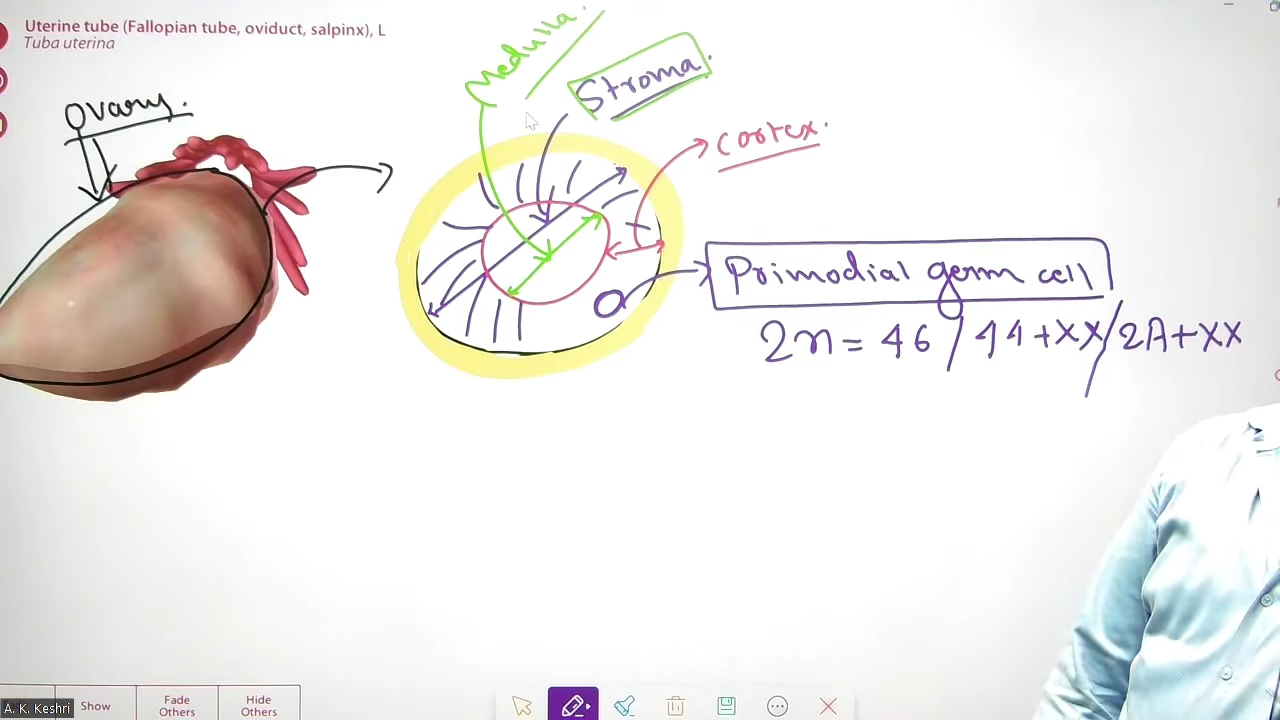 Uterine tube (Fallopian tube, oviduct, salpinx), L
Tuba uterina
Ovary.
Medulla.
Stroma.
Cortex.
Primodial germ cell
2n = 46 / 44+XX/2A+XX
A. K. Keshri
Show
Fade Others
Hide Others